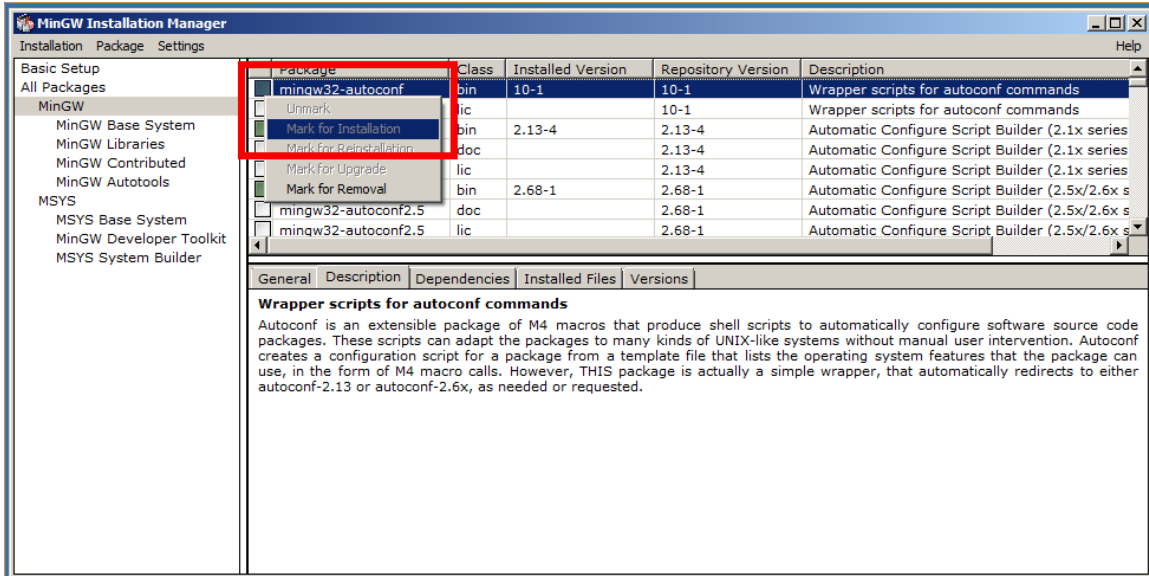 MinGW Installation Manager
Installation Package Settings Help
Basic Setup
All Packages
MinGW
MinGW Base System
MinGW Libraries
MinGW Contributed
MinGW Autotools
MSYS
MSYS Base System
MinGW Developer Toolkit
MSYS System Builder
Package Class Installed Version Repository Version Description
mingw32-autoconf bin 10-1 10-1 Wrapper scripts for autoconf commands
lic 10-1 Wrapper scripts for autoconf commands
bin 2.13-4 2.13-4 Automatic Configure Script Builder (2.1x series
doc 2.13-4 Automatic Configure Script Builder (2.1x series
lic 2.13-4 Automatic Configure Script Builder (2.1x series
bin 2.68-1 2.68-1 Automatic Configure Script Builder (2.5x/2.6x s
mingw32-autoconf2.5 doc 2.68-1 Automatic Configure Script Builder (2.5x/2.6x s
mingw32-autoconf2.5 lic 2.68-1 Automatic Configure Script Builder (2.5x/2.6x s
Unmark
Mark for Installation
Mark for Reinstallation
Mark for Upgrade
Mark for Removal
General Description Dependencies Installed Files Versions
Wrapper scripts for autoconf commands
Autoconf is an extensible package of M4 macros that produce shell scripts to automatically configure software source code
packages. These scripts can adapt the packages to many kinds of UNIX-like systems without manual user intervention. Autoconf
creates a configuration script for a package from a template file that lists the operating system features that the package can
use, in the form of M4 macro calls. However, THIS package is actually a simple wrapper, that automatically redirects to either
autoconf-2.13 or autoconf-2.6x, as needed or requested.